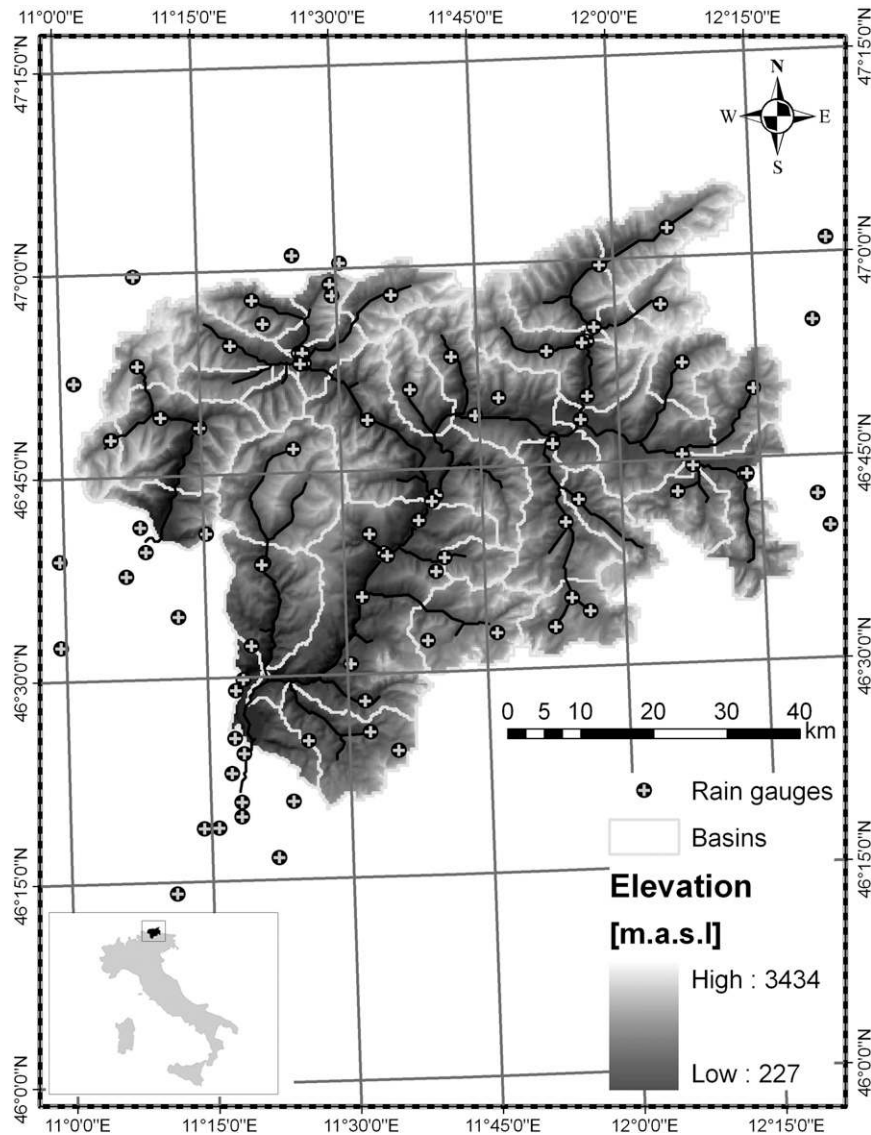 11°0'0"E 11°15'0"E 11°30'0"E 11°45'0"E 12°0'0"E 12°15'0"E
47°15'0"N 47°15'0"N
N
W E
S
47°0'0"N 47°0'0"N
46°45'0"N 46°45'0"N
46°30'0"N 46°30'0"N
0 5 10 20 30 40
km
Rain gauges
Basins
46°15'0"N 46°15'0"N
Elevation
[m.a.s.l]
High : 3434
Low : 227
46°0'0"N 46°0'0"N
11°0'0"E 11°15'0"E 11°30'0"E 11°45'0"E 12°0'0"E 12°15'0"E